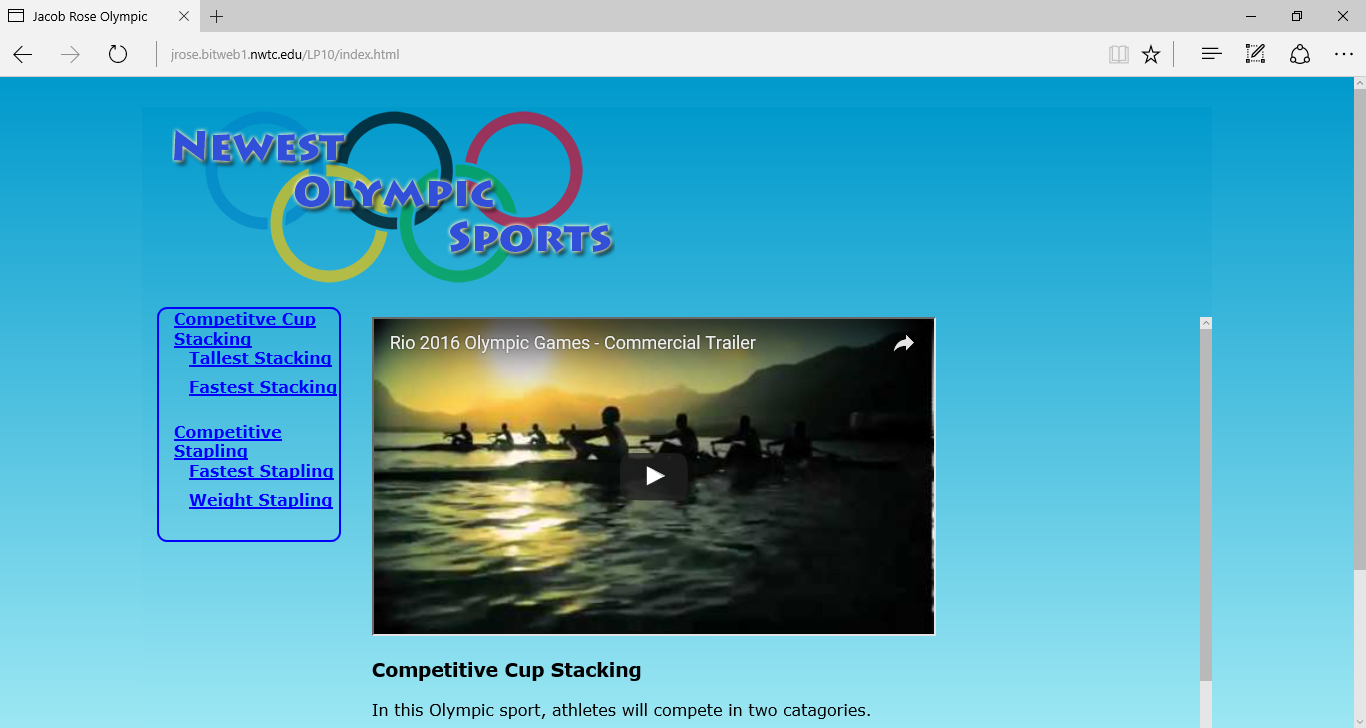 Jacob Rose Olympic
jrose.bitweb1.nwtc.edu/LP10/index.html
Newest
Olympic
Sports
Competitve Cup
Stacking
Tallest Stacking
Fastest Stacking
Competitive
Stapling
Fastest Stapling
Weight Stapling
Rio 2016 Olympic Games - Commercial Trailer
Competitive Cup Stacking
In this Olympic sport, athletes will compete in two catagories.